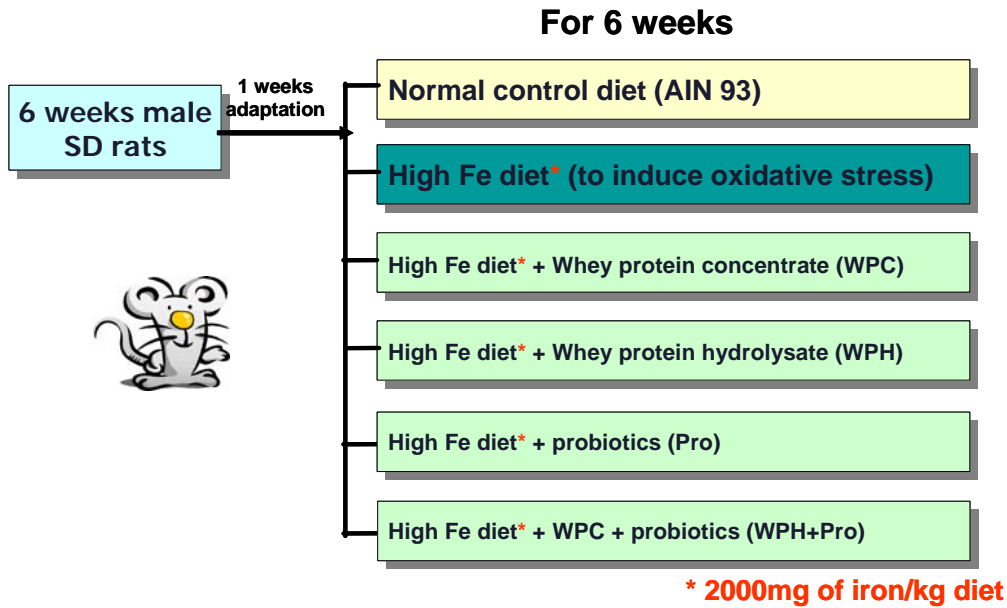 For 6 weeks
6 weeks male
SD rats
1 weeks
adaptation
Normal control diet (AIN 93)
High Fe diet* (to induce oxidative stress)
High Fe diet* + Whey protein concentrate (WPC)
High Fe diet* + Whey protein hydrolysate (WPH)
High Fe diet* + probiotics (Pro)
High Fe diet* + WPC + probiotics (WPH+Pro)
* 2000mg of iron/kg diet